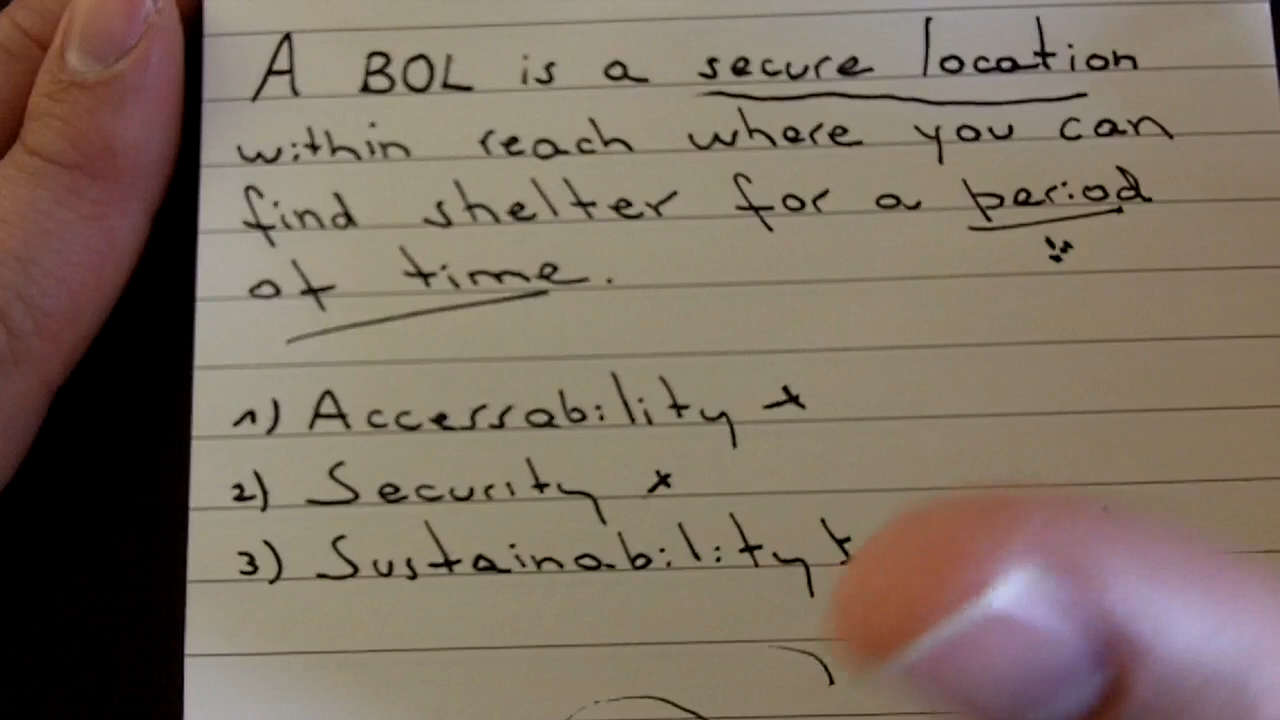 A BOL is a secure location
within reach where you can
find shelter for a period
of time.
1) Accessability *
2) Security *
3) Sustainability *